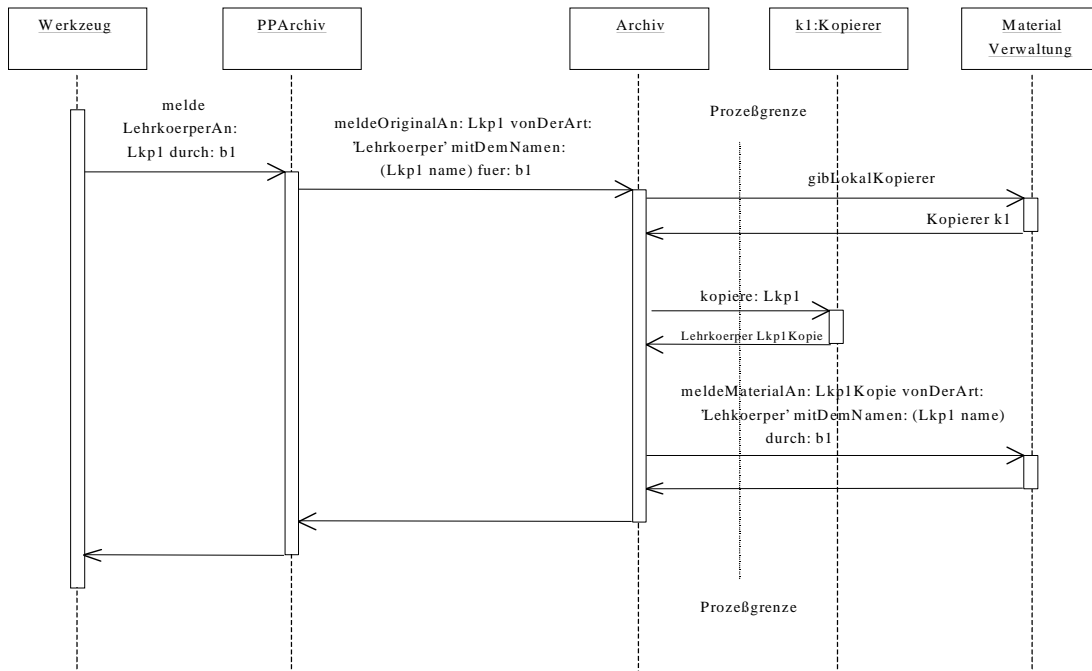 Werkzeug
PPArchiv
Archiv
k1:Kopierer
Material
Verwaltung
melde
LehrkoerperAn:
Lkp1 durch: b1
meldeOriginalAn: Lkp1 vonDerArt:
'Lehrkoerper' mitDemNamen:
(Lkp1 name) fuer: b1
Prozeßgrenze
gibLokalKopierer
Kopierer k1
kopiere: Lkp1
Lehrkoerper Lkp1Kopie
meldeMaterialAn: Lkp1Kopie vonDerArt:
'Lehkoerper' mitDemNamen: (Lkp1 name)
durch: b1
Prozeßgrenze